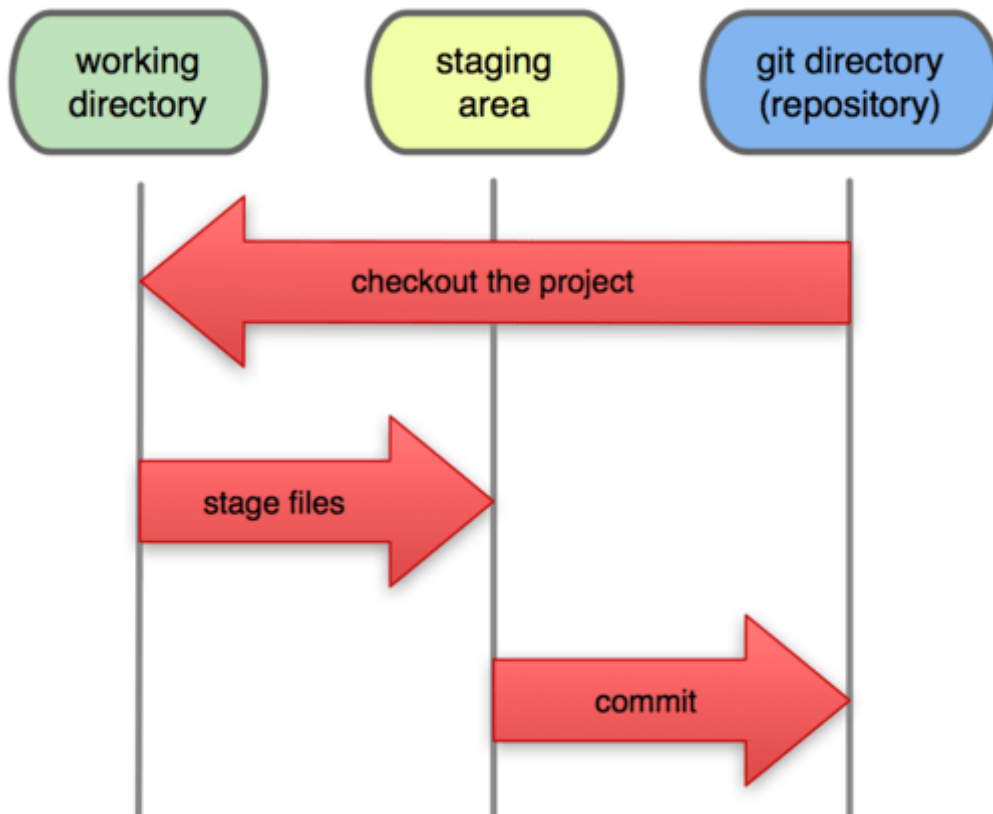 working
directory
staging
area
git directory
(repository)
checkout the project
stage files
commit